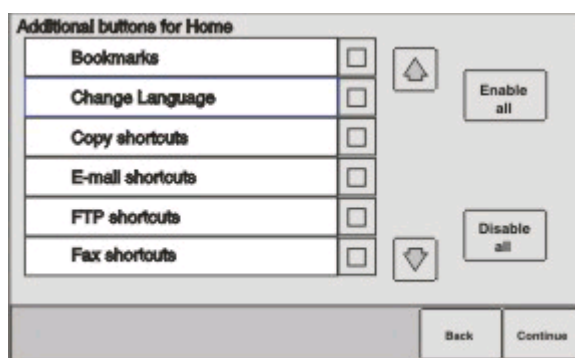 Additional buttons for Home
Bookmarks
Change Language
Copy shortcuts
E-mail shortcuts
FTP shortcuts
Fax shortcuts
Enable
all
Disable
all
Back
Continue